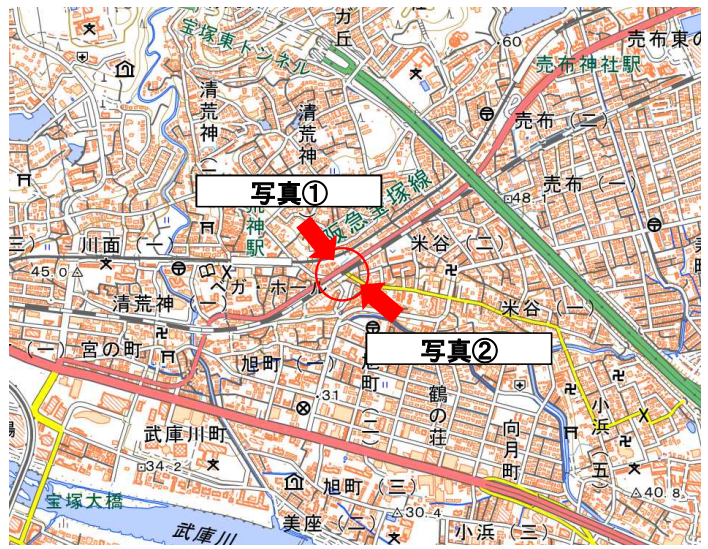 ガ丘
宝塚東トンネル
.60
売布東の
売布神社駅
清荒神
清荒神
売布（二）
写真①
阪急宝塚線
売布（一）
48.1
荒神駅
川面（一）
三）
米谷（二）
45.0
ベガ・ホール
清荒神（一）
米谷（一）
宮の町
写真②
旭町（一）
旭町（二）
鶴の荘
.31
小浜（五）
向月町
武庫川町
34.2
旭町（三）
宝塚大橋
40.8
30.4
美座（二）
小浜（三）
武庫川